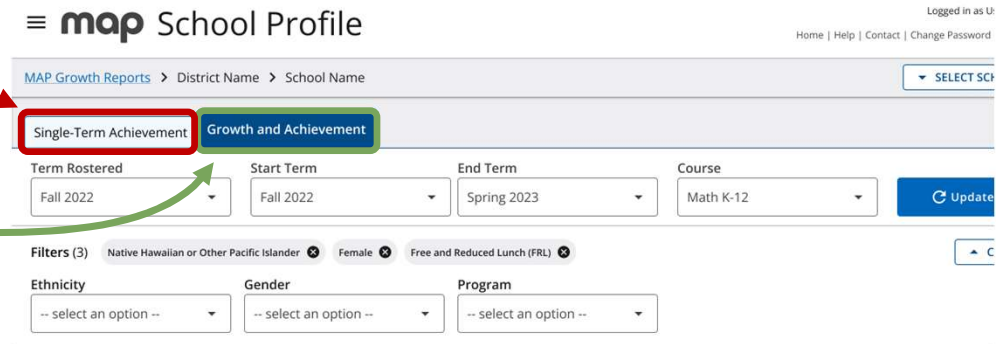 map School Profile
Logged in as
Home | Help | Contact | Change Password
MAP Growth Reports > District Name > School Name
SELECT
Single-Term Achievement
Growth and Achievement
Term Rostered
Start Term
End Term
Course
Fall 2022
Fall 2022
Spring 2023
Math K-12
Update
Filters (3) Native Hawaiian or Other Pacific Islander Female Free and Reduced Lunch (FRL)
Ethnicity
Gender
Program
-- select an option --
-- select an option --
-- select an option --